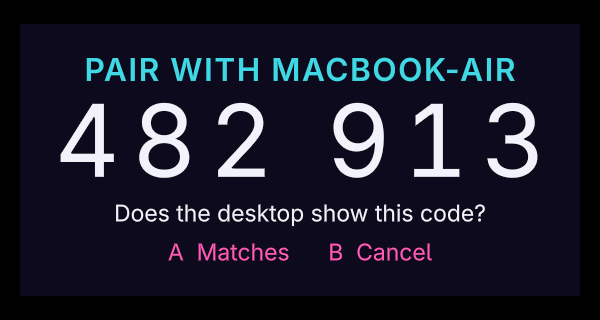 PAIR WITH MACBOOK-AIR
482 913
Does the desktop show this code?
A Matches B Cancel